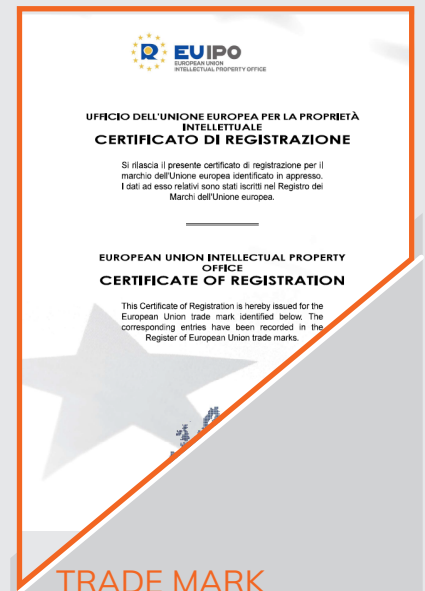 EUIPO
EUROPEAN UNION
INTELLECTUAL PROPERTY OFFICE
UFFICIO DELL'UNIONE EUROPEA PER LA PROPRIETÀ
INTELLETTUALE
CERTIFICATO DI REGISTRAZIONE
Si rilascia il presente certificato di registrazione per il
marchio dell'Unione europea identificato in appresso.
I dati ad esso relativi sono stati iscritti nel Registro dei
Marchi dell'Unione europea.
EUROPEAN UNION INTELLECTUAL PROPERTY
OFFICE
CERTIFICATE OF REGISTRATION
This Certificate of Registration is hereby issued for the
European Union trade mark identified below. The
corresponding entries have been recorded in the
Register of European Union trade marks.
TRADE MARK